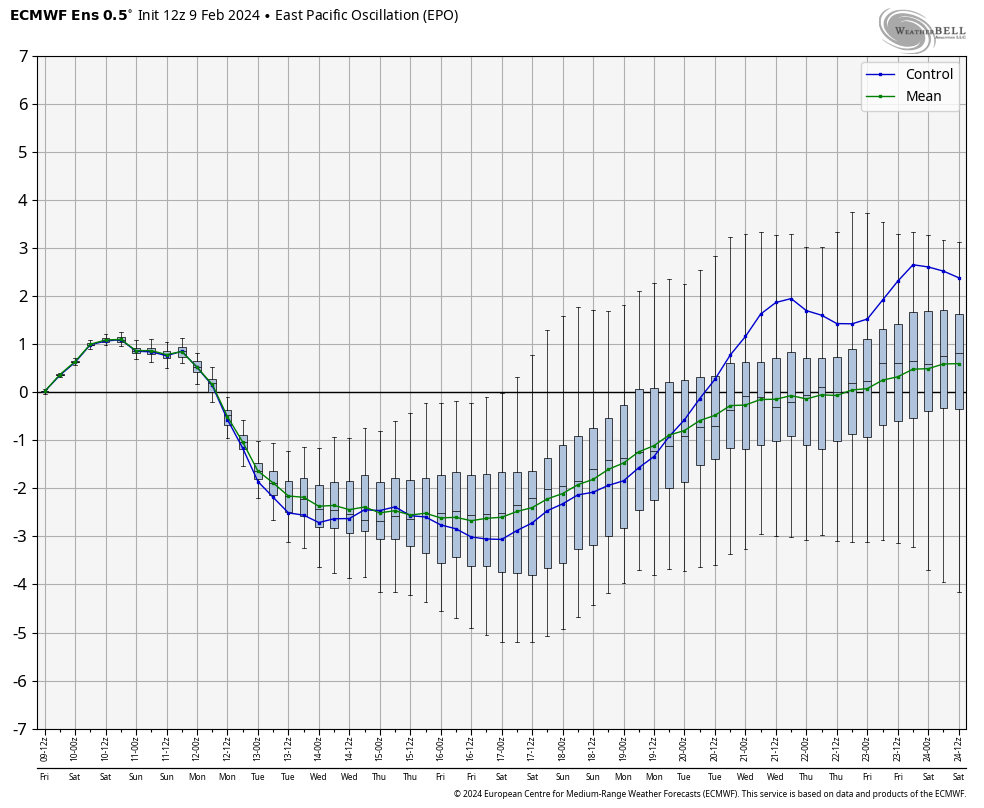 ECMWF Ens 0.5° Init 12z 9 Feb 2024 • East Pacific Oscillation (EPO)
WEATHERBELL
Control
Mean
7
6
5
4
3
2
1
0
-1
-2
-3
-4
-5
-6
-7
09-12z 10-00z 10-12z 11-00z 11-12z 12-00z 12-12z 13-00z 13-12z 14-00z 14-12z 15-00z 15-12z 16-00z 16-12z 17-00z 17-12z 18-00z 18-12z 19-00z 19-12z 20-00z 20-12z 21-00z 21-12z 22-00z 22-12z 23-00z 23-12z 24-00z 24-12z
Fri Sat Sat Sun Sun Mon Mon Tue Tue Wed Wed Thu Thu Fri Fri Sat Sat Sun Sun Mon Mon Tue Tue Wed Wed Thu Thu Fri Fri Sat Sat
© 2024 European Centre for Medium-Range Weather Forecasts (ECMWF). This service is based on data and products of the ECMWF.